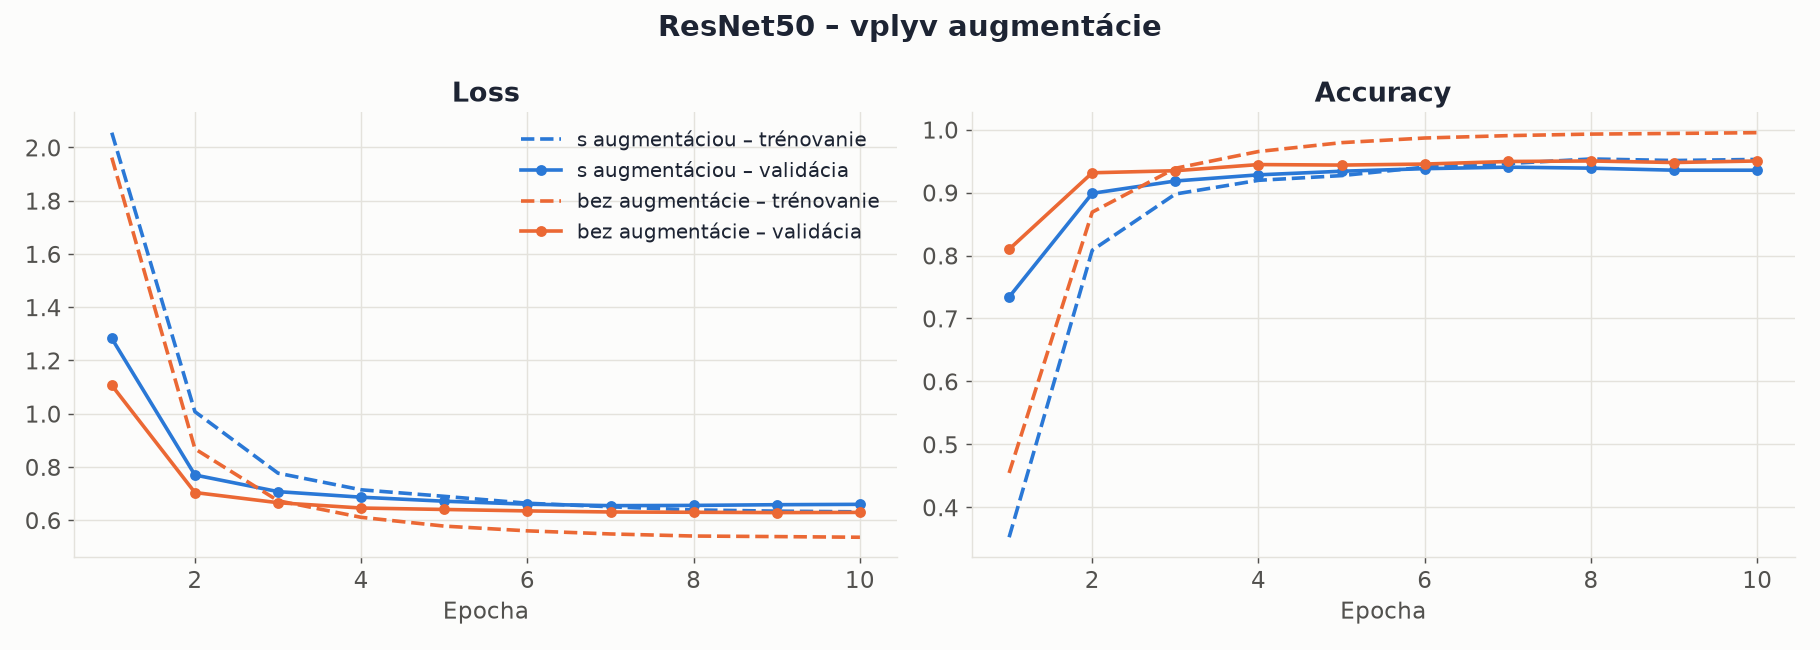 ResNet50 – vplyv augmentácie
Loss
s augmentáciou – trénovanie
s augmentáciou – validácia
bez augmentácie – trénovanie
bez augmentácie – validácia
2.0
1.8
1.6
1.4
1.2
1.0
0.8
0.6
2 4 6 8 10
Epocha
Accuracy
1.0
0.9
0.8
0.7
0.6
0.5
0.4
2 4 6 8 10
Epocha